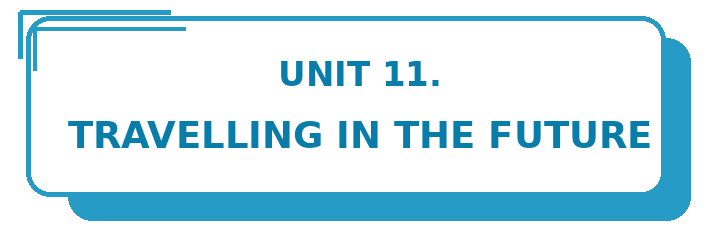 UNIT 11.
TRAVELLING IN THE FUTURE